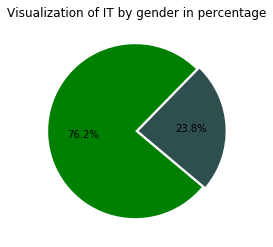 Visualization of IT by gender in percentage
23.8%
76.2%